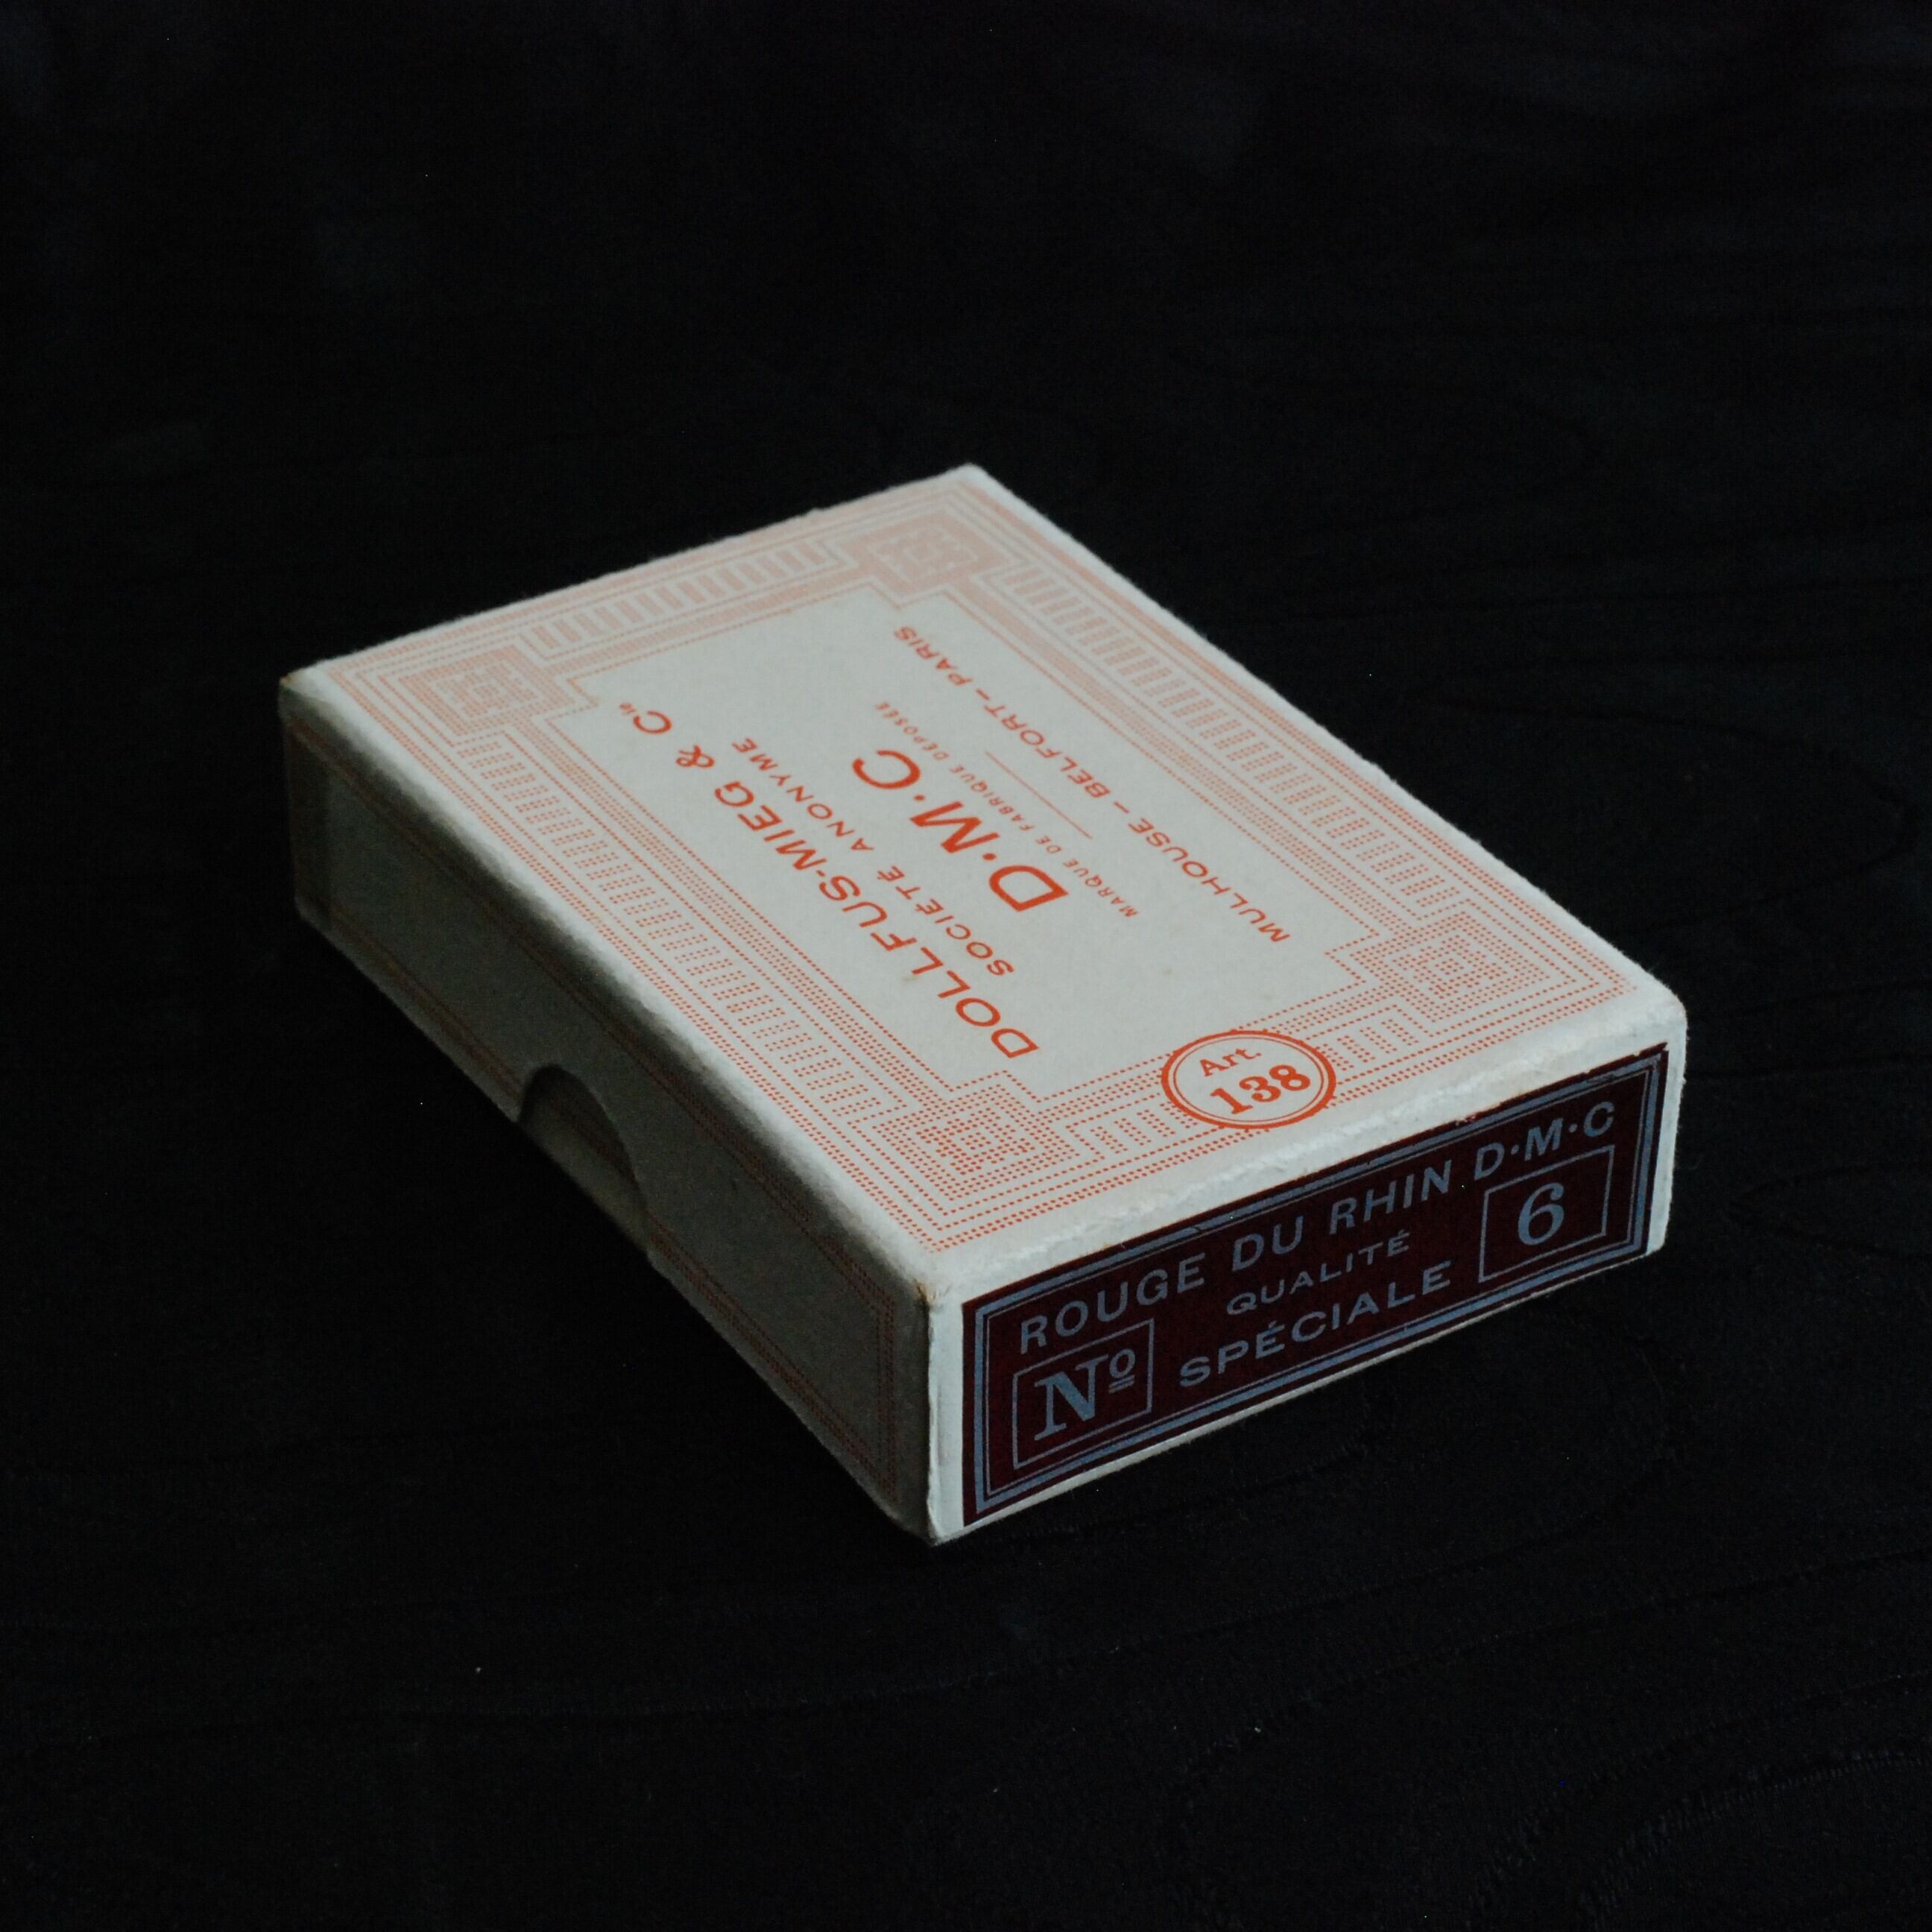 DOLLFUS-MIEG & Cie
SOCIÉTÉ ANONYME
D·M·C
MARQUE DE FABRIQUE DÉPOSÉE
MULHOUSE – BELFORT – PARIS
Art.
138
ROUGE DU RHIN D·M·C
Nº
QUALITÉ
SPÉCIALE
6